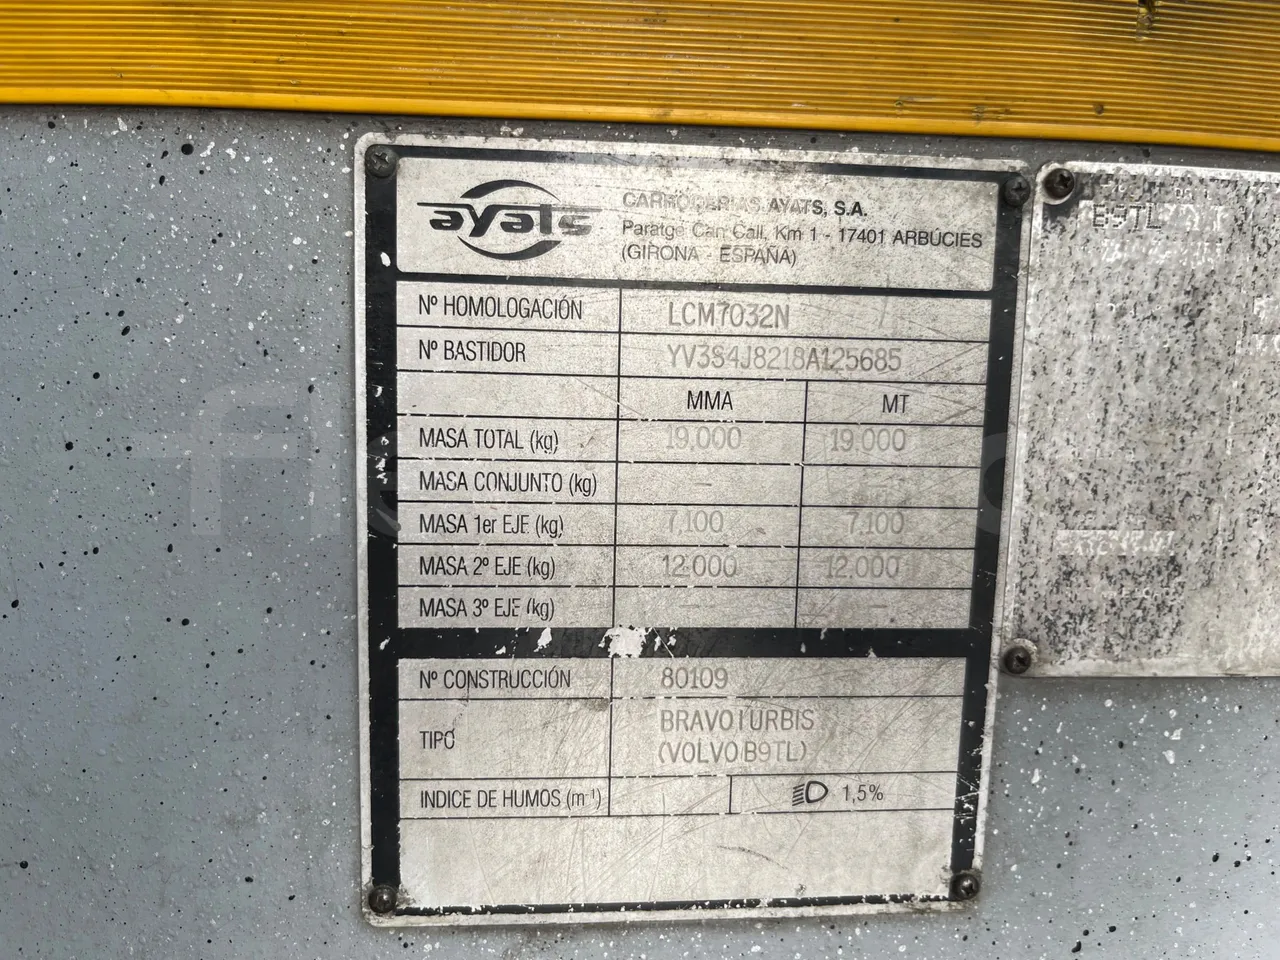 ayats
CARROCERIAS AYATS, S.A.
Paratge Can Call, Km 1 - 17401 ARBÚCIES
(GIRONA - ESPAÑA)
Nº HOMOLOGACIÓN LCM7032N /
Nº BASTIDOR YV3S4J8218A125685
MMA MT
MASA TOTAL (kg) 19,000 19.000
MASA CONJUNTO (kg) - -
MASA 1er EJE (kg) 7,100 7.100
MASA 2º EJE (kg) 12.000 12.000
MASA 3º EJE (kg) - -
Nº CONSTRUCCIÓN 80109
TIPO BRAVO I URBIS
(VOLVO B9TL)
INDICE DE HUMOS (m⁻¹) 1,5%
B9TL